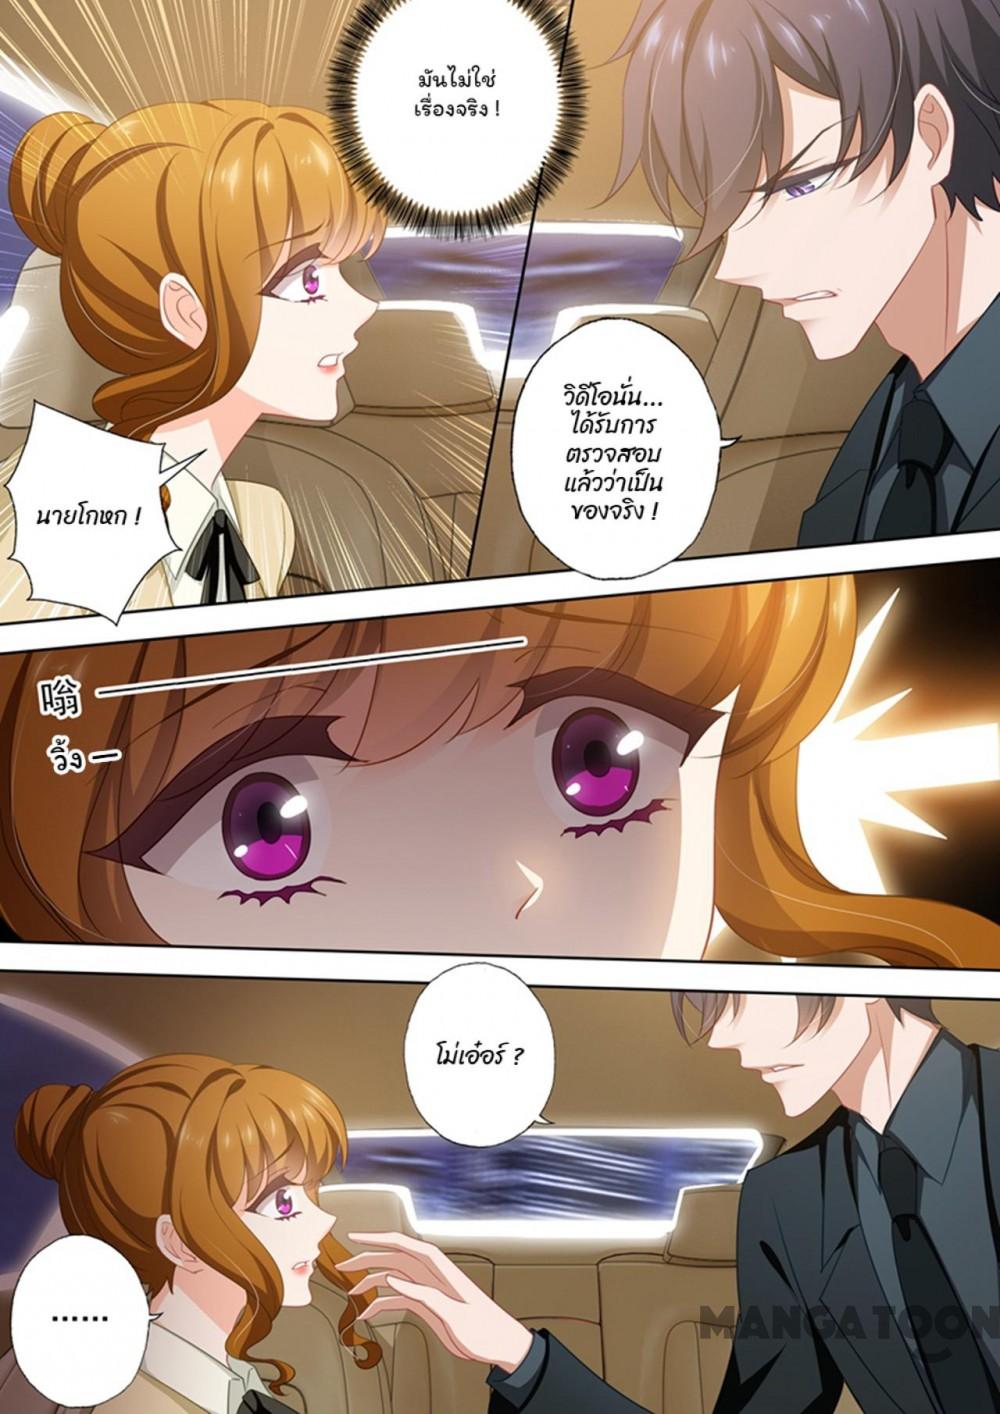 มันไม่ใช่
เรื่องจริง !
วิดีโอนั่น...
ได้รับการ
ตรวจสอบ
แล้วว่าเป็น
ของจริง !
นายโกหก !
嗡
วิ้ง
โม่เอ๋อร์ ?
......
MANGATOON